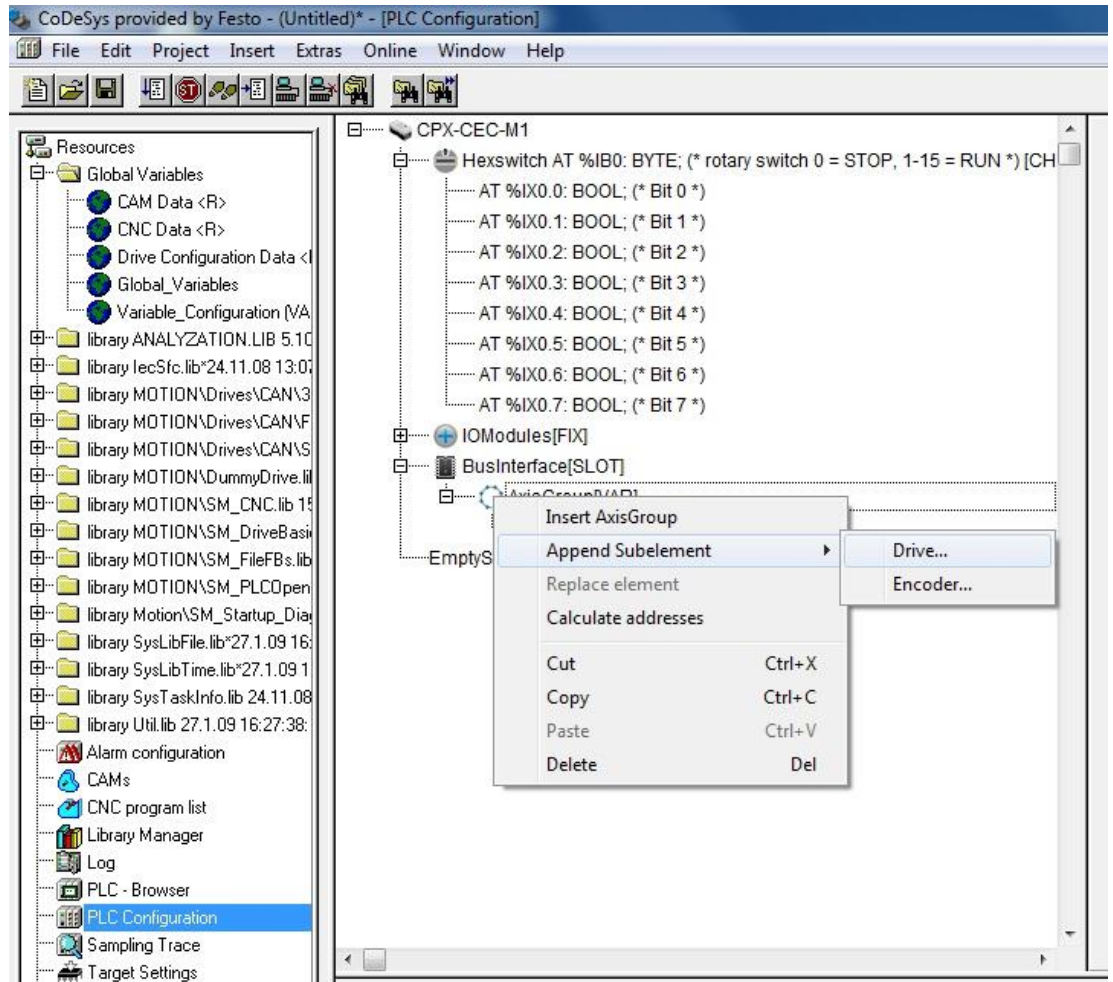 CoDeSys provided by Festo - (Untitled)* - [PLC Configuration]
File Edit Project Insert Extras Online Window Help
Resources
Global Variables
CAM Data <R>
CNC Data <R>
Drive Configuration Data <
Global_Variables
Variable_Configuration (VA
library ANALYZATION.LIB 5.10
library IecSfc.lib*24.11.08 13:0
library MOTION\Drives\CAN\3
library MOTION\Drives\CAN\F
library MOTION\Drives\CAN\S
library MOTION\DummyDrive.li
library MOTION\SM_CNC.lib 1
library MOTION\SM_DriveBasi
library MOTION\SM_FileFBs.lib
library MOTION\SM_PLCOpen
library Motion\SM_Startup_Dia
library SysLibFile.lib*27.1.09 16:
library SysLibTime.lib*27.1.09 1
library SysTaskInfo.lib 24.11.08
library Util.lib 27.1.09 16:27:38:
Alarm configuration
CAMs
CNC program list
Library Manager
Log
PLC - Browser
PLC Configuration
Sampling Trace
Target Settings
CPX-CEC-M1
Hexswitch AT %IB0: BYTE; (* rotary switch 0 = STOP, 1-15 = RUN *) [CH
AT %IX0.0: BOOL; (* Bit 0 *)
AT %IX0.1: BOOL; (* Bit 1 *)
AT %IX0.2: BOOL; (* Bit 2 *)
AT %IX0.3: BOOL; (* Bit 3 *)
AT %IX0.4: BOOL; (* Bit 4 *)
AT %IX0.5: BOOL; (* Bit 5 *)
AT %IX0.6: BOOL; (* Bit 6 *)
AT %IX0.7: BOOL; (* Bit 7 *)
IOModules[FIX]
BusInterface[SLOT]
AxisGroup[VAR]
EmptyS
Insert AxisGroup
Append Subelement
Replace element
Calculate addresses
Cut Ctrl+X
Copy Ctrl+C
Paste Ctrl+V
Delete Del
Drive...
Encoder...